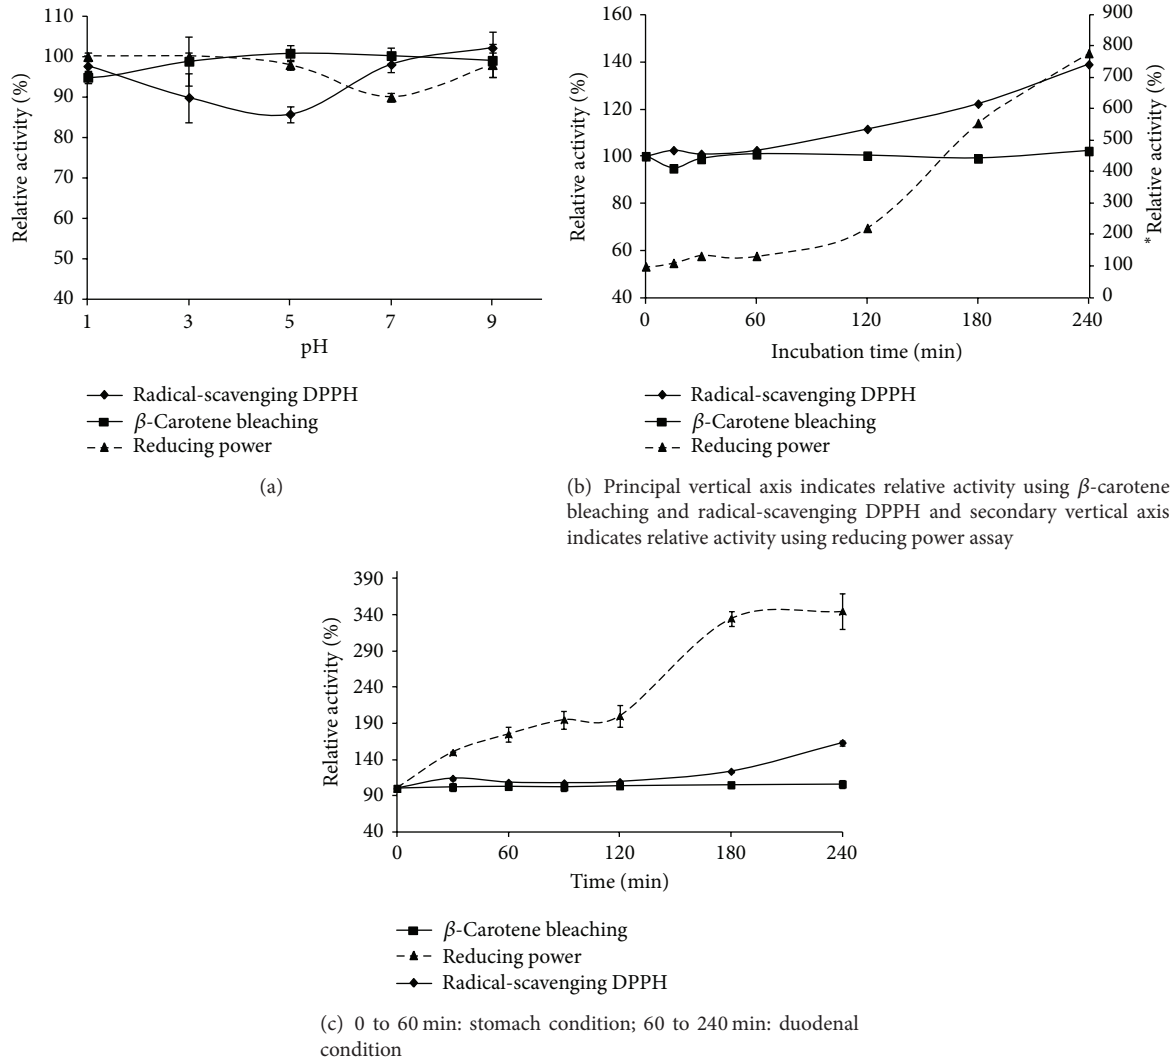 110
100
90
80
70
60
50
40
Relative activity (%)
1 3 5 7 9
pH
Radical-scavenging DPPH
β-Carotene bleaching
Reducing power
(a)
160
140
120
100
80
60
40
Relative activity (%)
900
800
700
600
500
400
300
200
100
0
*Relative activity (%)
0 60 120 180 240
Incubation time (min)
Radical-scavenging DPPH
β-Carotene bleaching
Reducing power
(b) Principal vertical axis indicates relative activity using β-carotene
bleaching and radical-scavenging DPPH and secondary vertical axis
indicates relative activity using reducing power assay
390
340
290
240
190
140
90
40
Relative activity (%)
0 60 120 180 240
Time (min)
β-Carotene bleaching
Reducing power
Radical-scavenging DPPH
(c) 0 to 60 min: stomach condition; 60 to 240 min: duodenal
condition